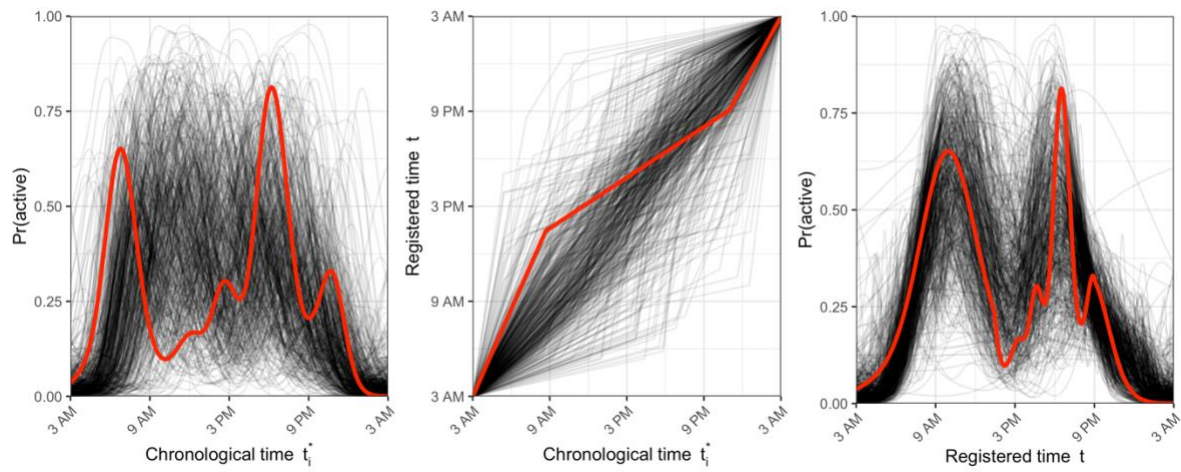 1.00
0.75
0.50
0.25
0.00
Pr(active)
3 AM
9 AM
3 PM
9 PM
3 AM
Chronological time t*i
3 AM
9 PM
3 PM
9 AM
3 AM
Registered time t
3 AM
9 AM
3 PM
9 PM
3 AM
Chronological time t*i
1.00
0.75
0.50
0.25
0.00
Pr(active)
3 AM
9 AM
3 PM
9 PM
3 AM
Registered time t